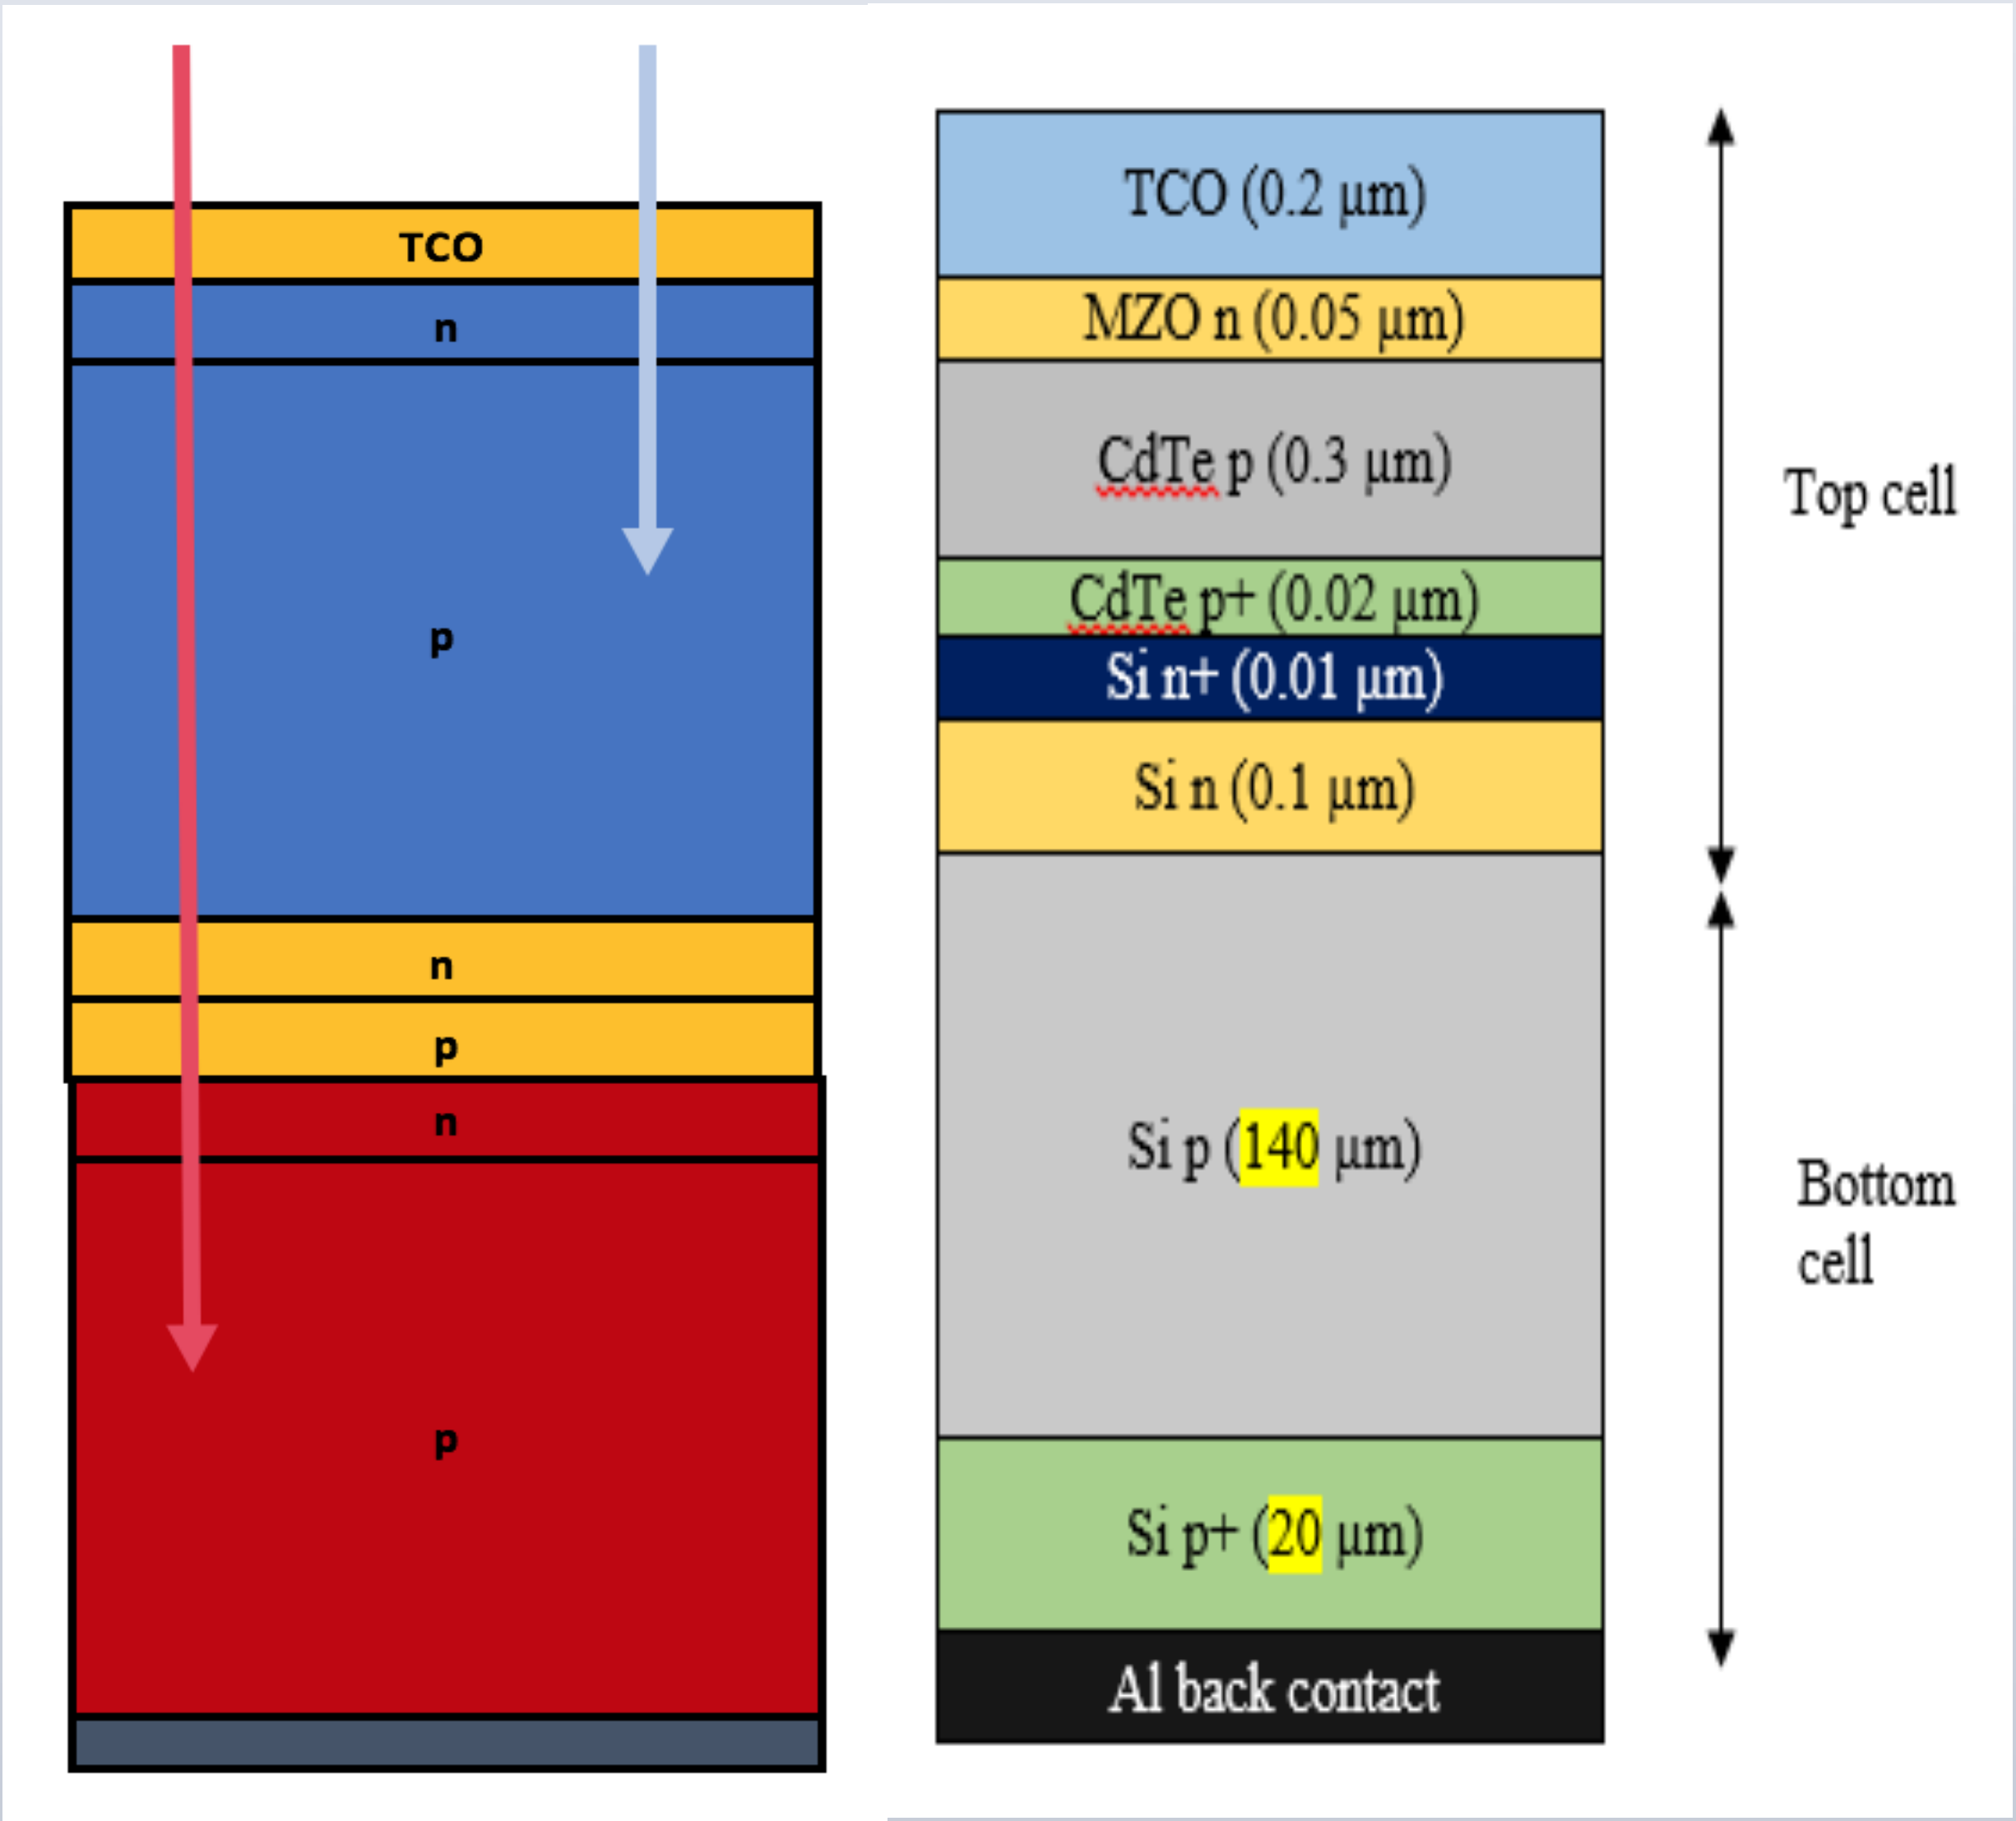 TCO
n
p
n
p
n
p
TCO (0.2 μm)
MZO n (0.05 μm)
CdTe p (0.3 μm)
CdTe p+ (0.02 μm)
Si n+ (0.01 μm)
Si n (0.1 μm)
Si p (140 μm)
Si p+ (20 μm)
Al back contact
Top cell
Bottom
cell